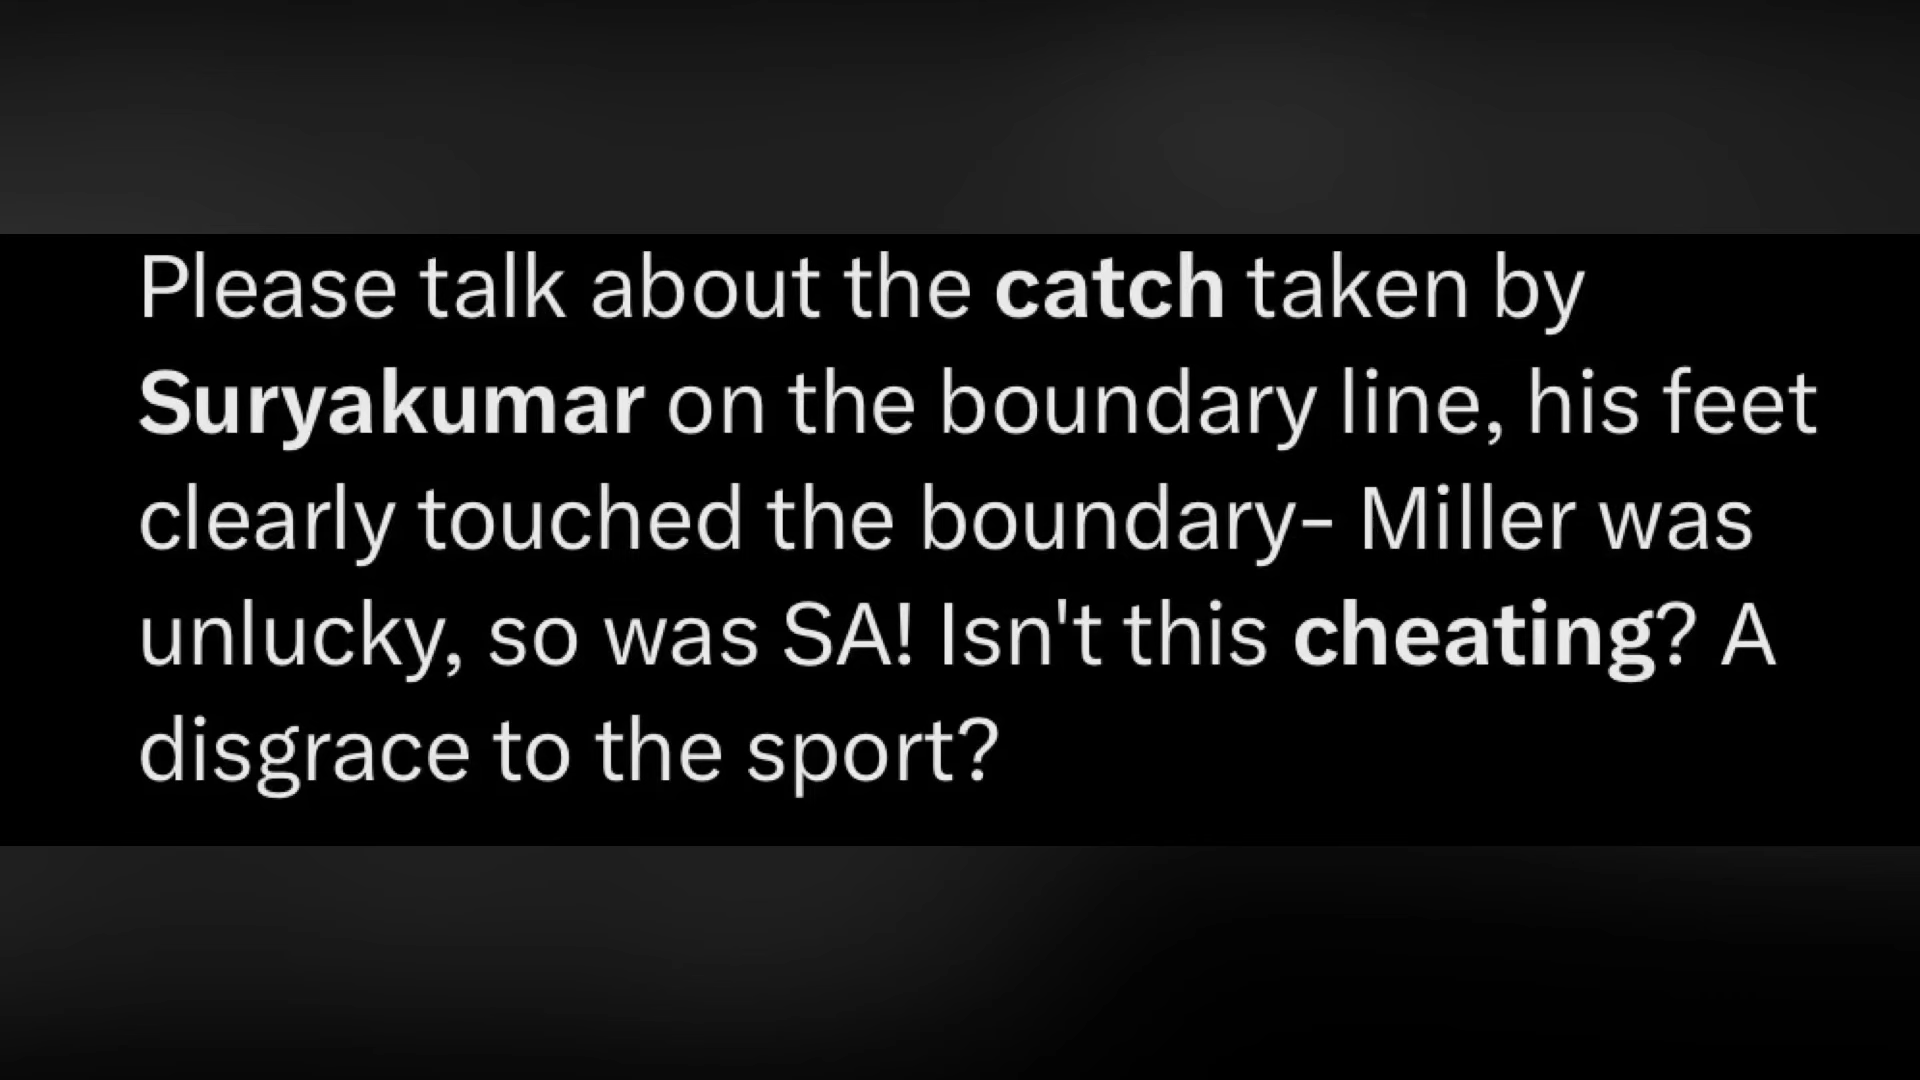 Please talk about the catch taken by
Suryakumar on the boundary line, his feet
clearly touched the boundary- Miller was
unlucky, so was SA! Isn't this cheating? A
disgrace to the sport?